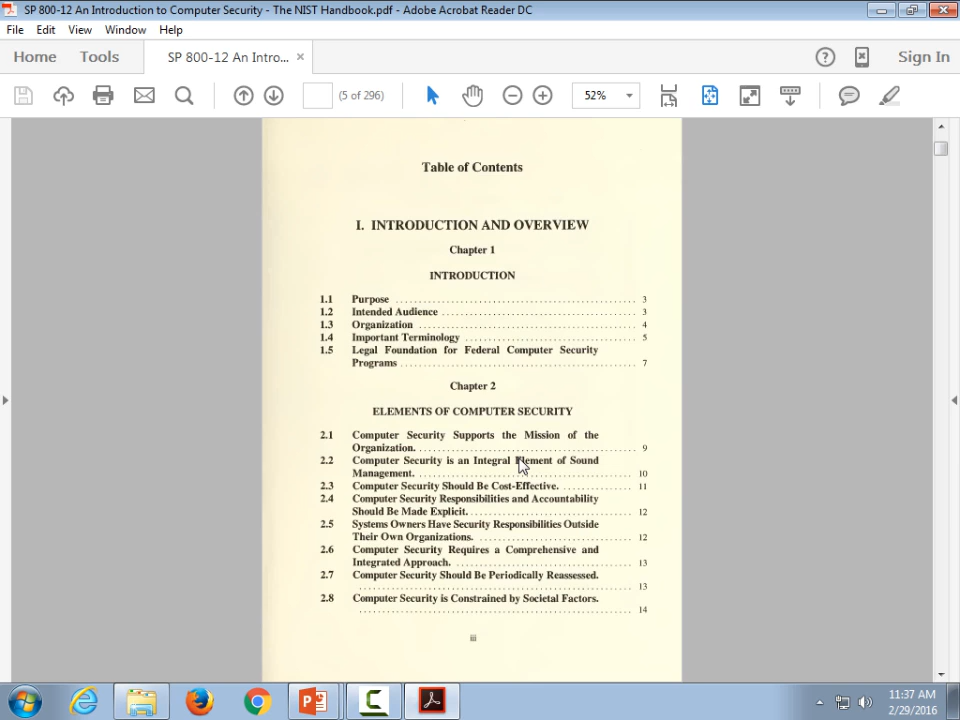 SP 800-12 An Introduction to Computer Security - The NIST Handbook.pdf - Adobe Acrobat Reader DC
File Edit View Window Help
Home Tools SP 800-12 An Intro... × Sign In
(5 of 296) 52%
Table of Contents
I. INTRODUCTION AND OVERVIEW
Chapter 1
INTRODUCTION
1.1 Purpose 3
1.2 Intended Audience 3
1.3 Organization 4
1.4 Important Terminology 5
1.5 Legal Foundation for Federal Computer Security
Programs 7
Chapter 2
ELEMENTS OF COMPUTER SECURITY
2.1 Computer Security Supports the Mission of the
Organization. 9
2.2 Computer Security is an Integral Element of Sound
Management. 10
2.3 Computer Security Should Be Cost-Effective. 11
2.4 Computer Security Responsibilities and Accountability
Should Be Made Explicit. 12
2.5 Systems Owners Have Security Responsibilities Outside
Their Own Organizations. 12
2.6 Computer Security Requires a Comprehensive and
Integrated Approach. 13
2.7 Computer Security Should Be Periodically Reassessed.
13
2.8 Computer Security is Constrained by Societal Factors.
14
iii
11:37 AM
2/29/2016